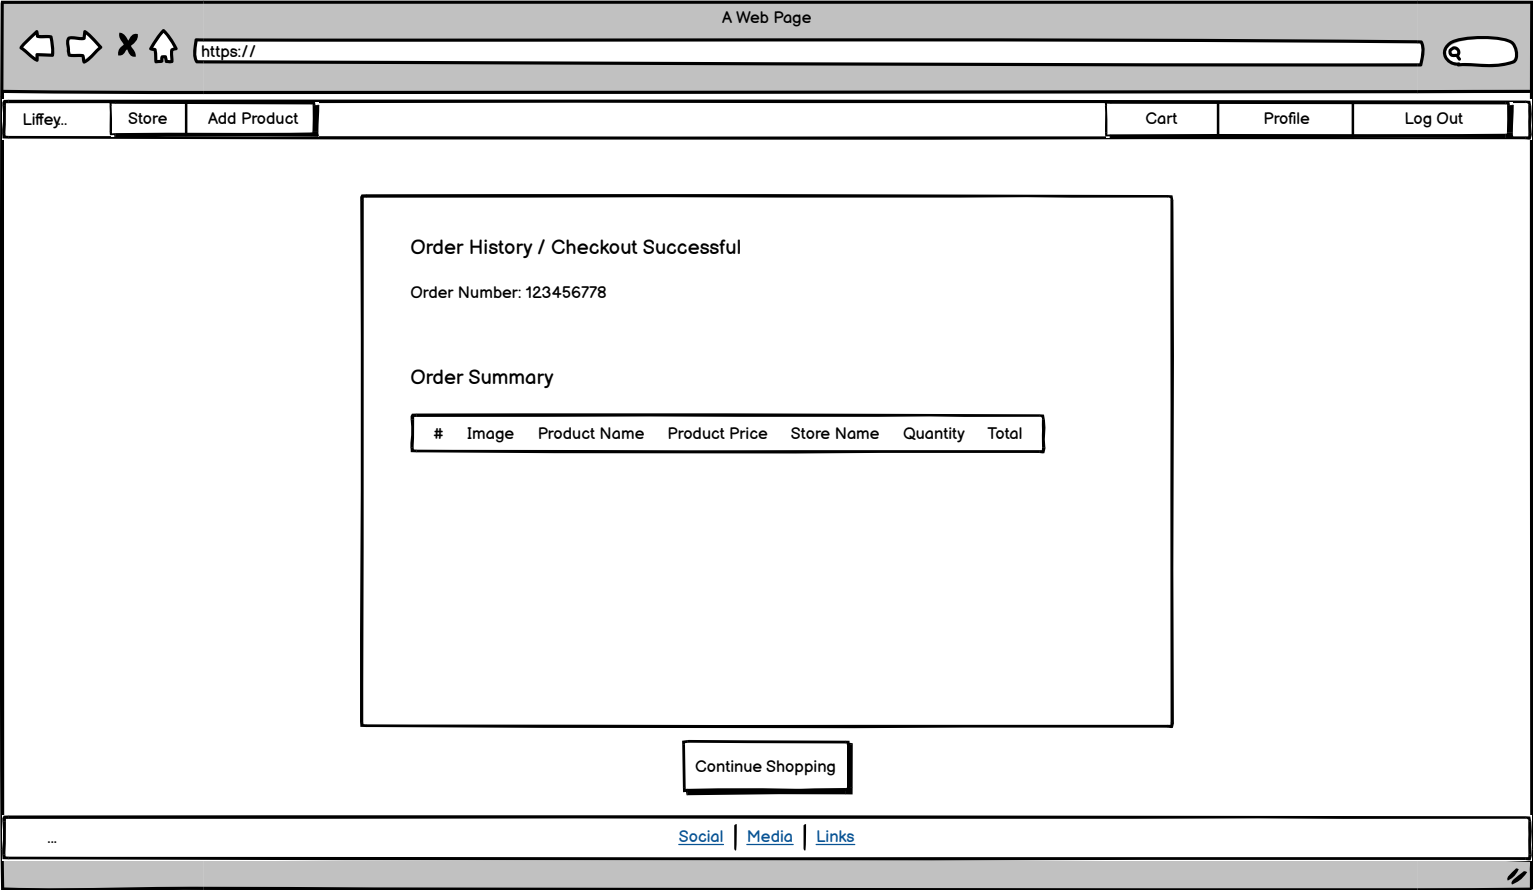 A Web Page
https://
Liffey... Store Add Product Cart Profile Log Out
Order History / Checkout Successful
Order Number: 123456778
Order Summary
# Image Product Name Product Price Store Name Quantity Total
Continue Shopping
... Social Media Links